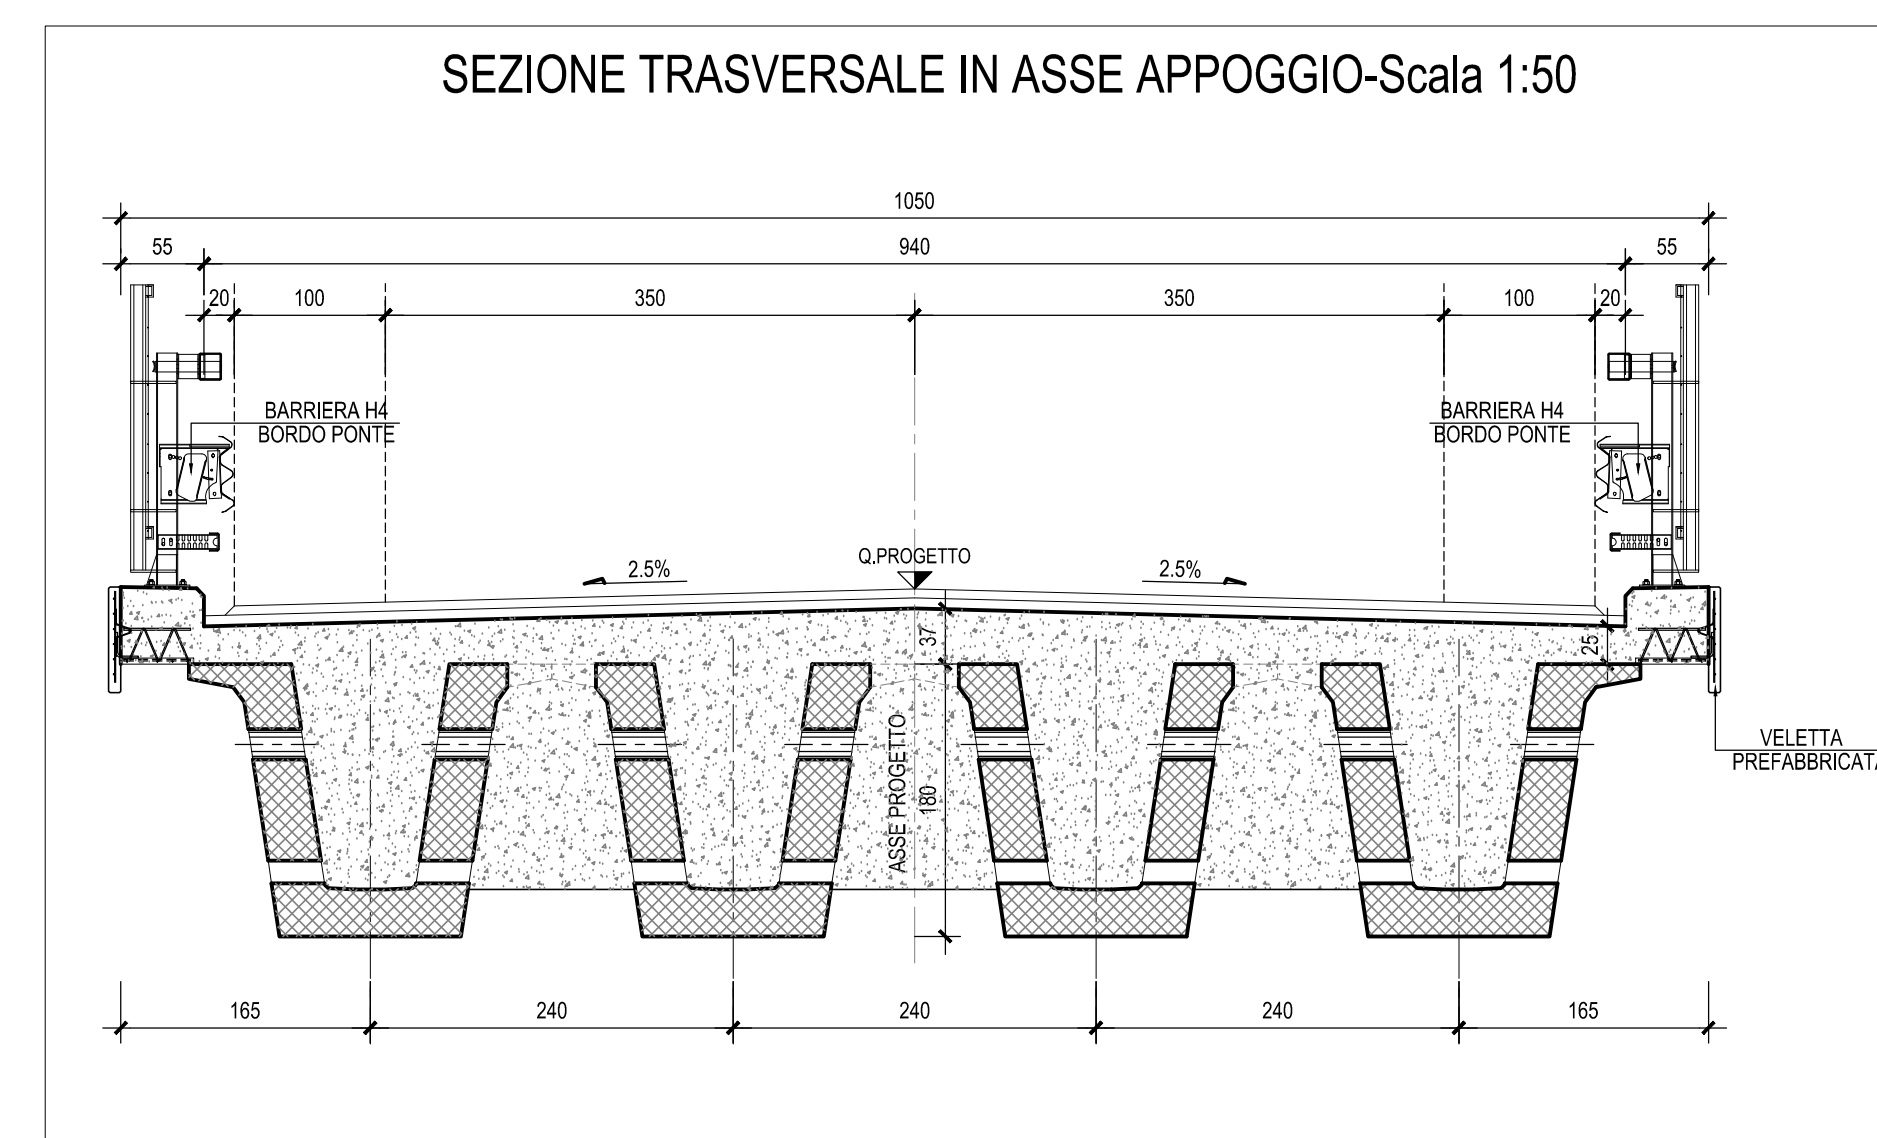 SEZIONE TRASVERSALE IN ASSE APPOGGIO-Scala 1:50
1050
55
940
55
20
100
350
350
100
20
BARRIERA H4
BORDO PONTE
BARRIERA H4
BORDO PONTE
Q.PROGETTO
2.5%
2.5%
37
25
ASSE PROGETTO
180
VELETTA
PREFABBRICATA
165
240
240
240
165